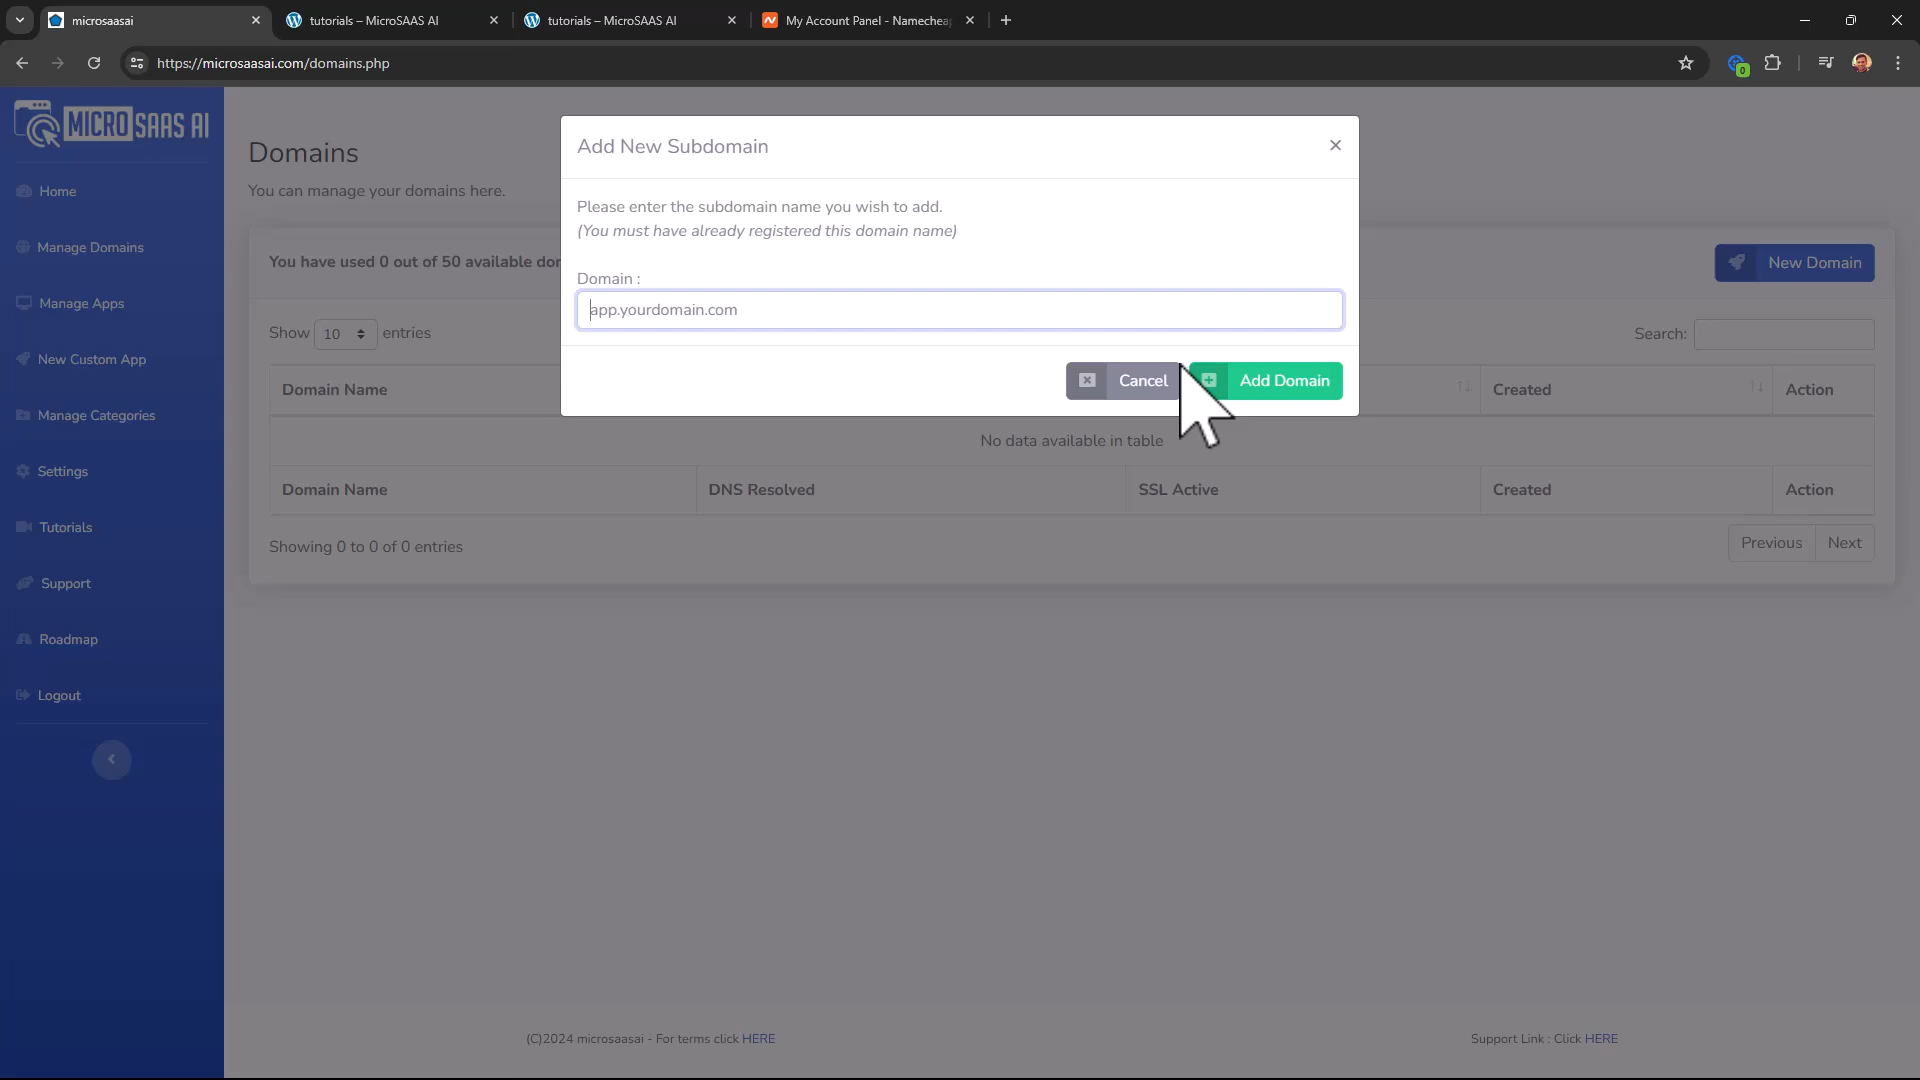 microsaasai
tutorials – MicroSAAS AI
tutorials – MicroSAAS AI
My Account Panel - Namecheap
https://microsaasai.com/domains.php
0
MICRO SAAS AI
Home
Manage Domains
Manage Apps
New Custom App
Manage Categories
Settings
Tutorials
Support
Roadmap
Logout
Domains
You can manage your domains here.
You have used 0 out of 50 available dom
New Domain
Show 10 entries
Search:
Domain Name
Created
Action
No data available in table
Domain Name
DNS Resolved
SSL Active
Created
Action
Showing 0 to 0 of 0 entries
Previous
Next
Add New Subdomain
×
Please enter the subdomain name you wish to add.
(You must have already registered this domain name)
Domain :
app.yourdomain.com
Cancel
Add Domain
(C)2024 microsaasai - For terms click HERE
Support Link : Click HERE